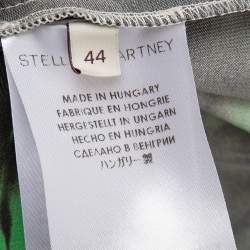 STELL
CARTNEY
44
MADE IN HUNGARY
FABRIQUE EN HONGRIE
HERGESTELLT IN UNGARN
HECHO EN HUNGRIA
СДЕЛАНО В ВЕНГРИИ
ハンガリー製